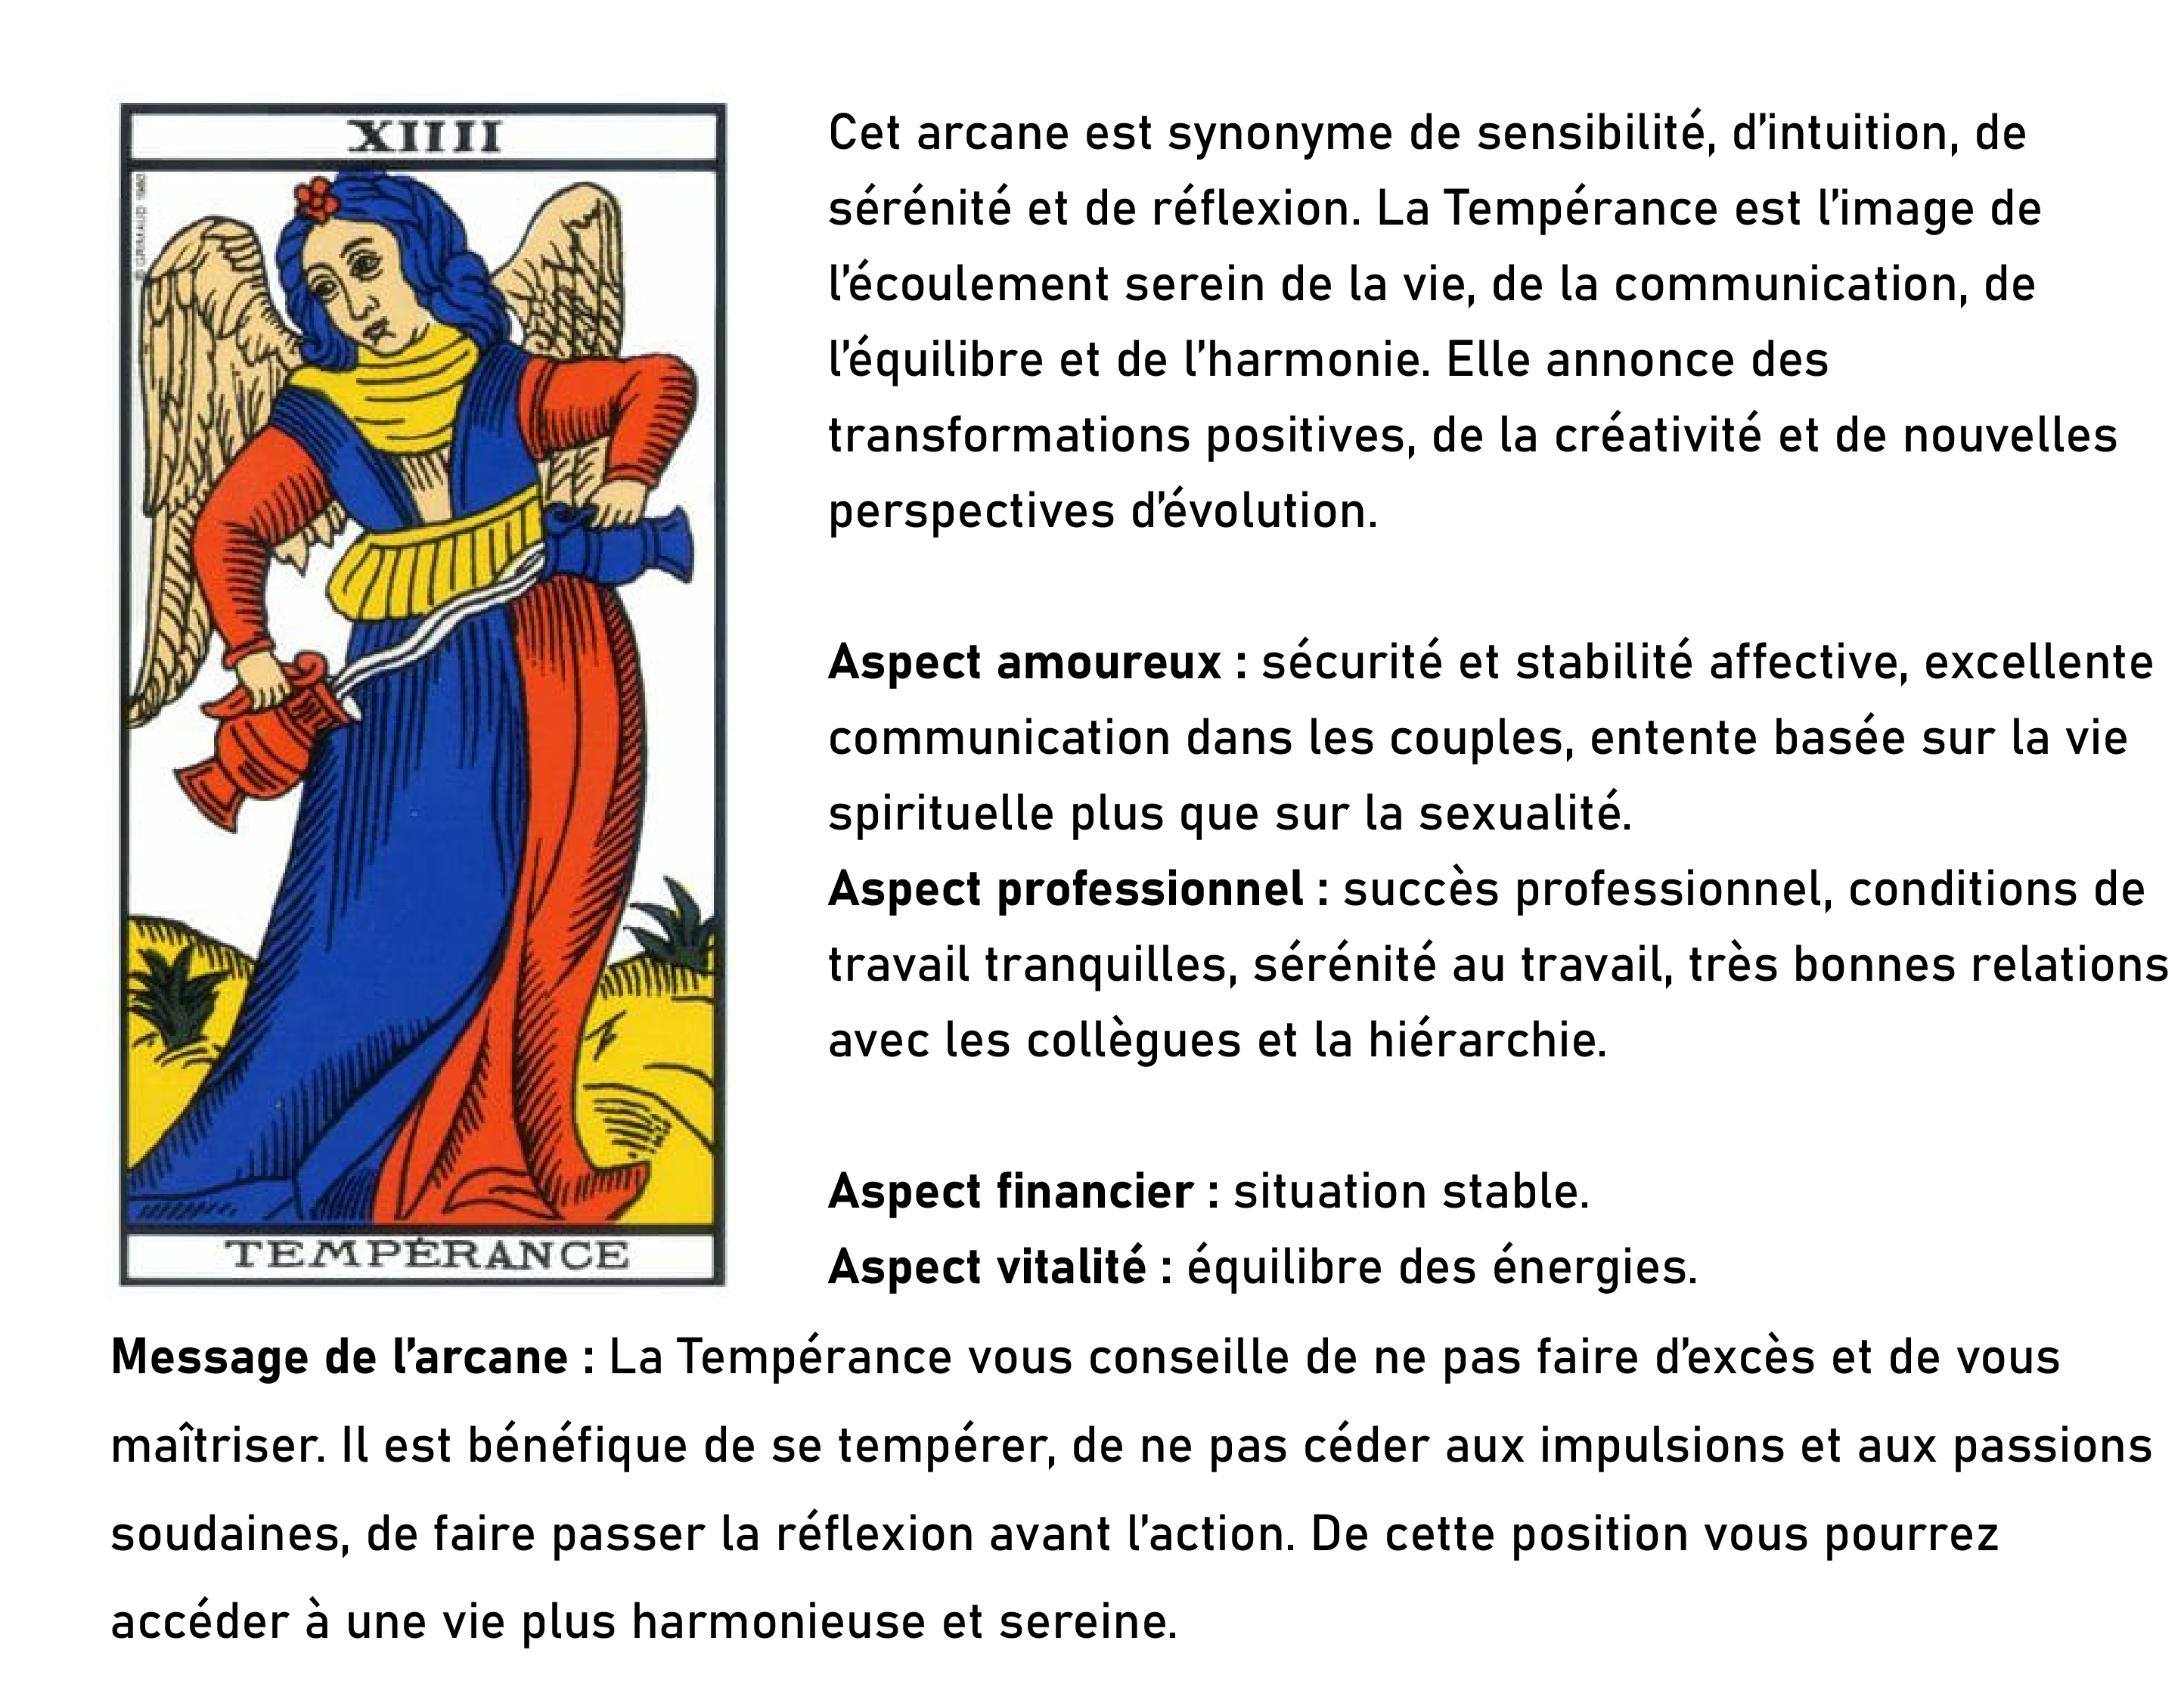 XIIII
© GRIMAUD 1980
TEMPÉRANCE
Cet arcane est synonyme de sensibilité, d’intuition, de
sérénité et de réflexion. La Tempérance est l’image de
l’écoulement serein de la vie, de la communication, de
l’équilibre et de l’harmonie. Elle annonce des
transformations positives, de la créativité et de nouvelles
perspectives d’évolution.
Aspect amoureux : sécurité et stabilité affective, excellente
communication dans les couples, entente basée sur la vie
spirituelle plus que sur la sexualité.
Aspect professionnel : succès professionnel, conditions de
travail tranquilles, sérénité au travail, très bonnes relations
avec les collègues et la hiérarchie.
Aspect financier : situation stable.
Aspect vitalité : équilibre des énergies.
Message de l’arcane : La Tempérance vous conseille de ne pas faire d’excès et de vous
maîtriser. Il est bénéfique de se tempérer, de ne pas céder aux impulsions et aux passions
soudaines, de faire passer la réflexion avant l’action. De cette position vous pourrez
accéder à une vie plus harmonieuse et sereine.